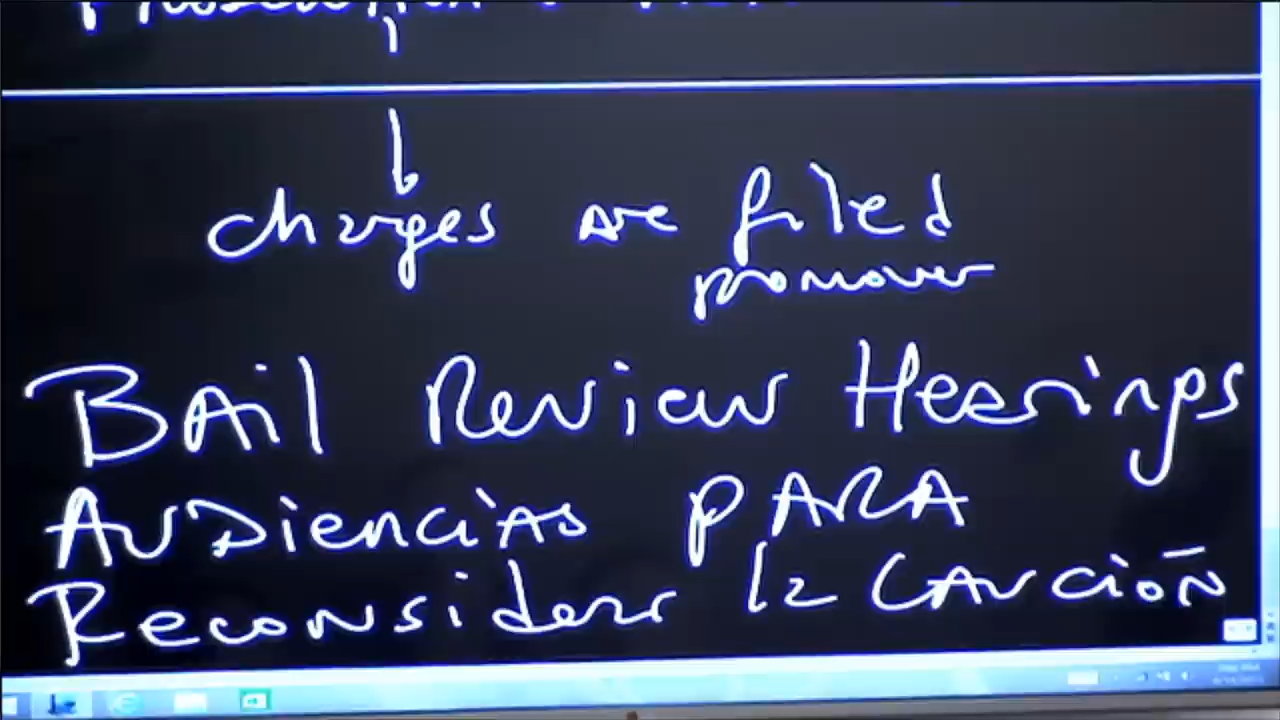 charges are filed
promover
Bail Review Hearings
Audiencias para
Reconsiderar la Caución